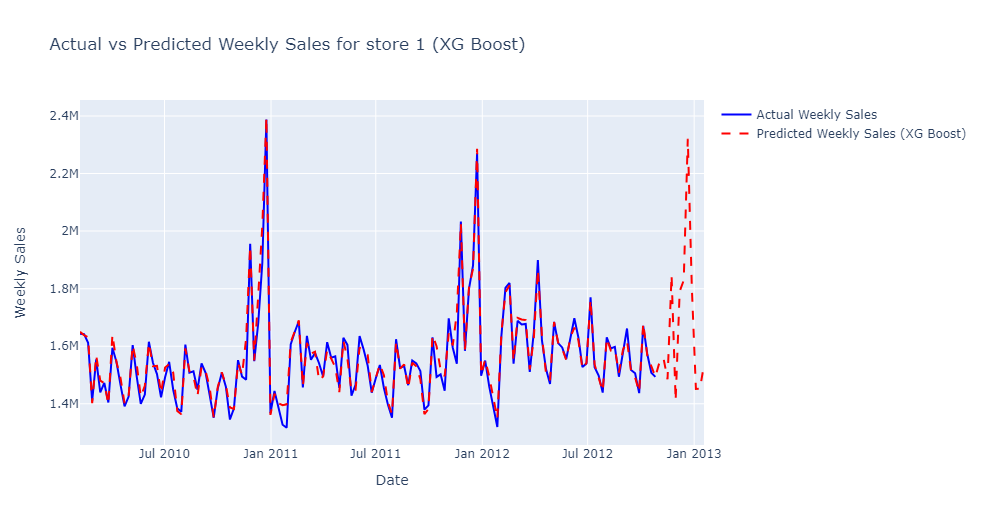 Actual vs Predicted Weekly Sales for store 1 (XG Boost)
Actual Weekly Sales
Predicted Weekly Sales (XG Boost)
2.4M
2.2M
2M
1.8M
1.6M
1.4M
Weekly Sales
Jul 2010
Jan 2011
Jul 2011
Jan 2012
Jul 2012
Jan 2013
Date